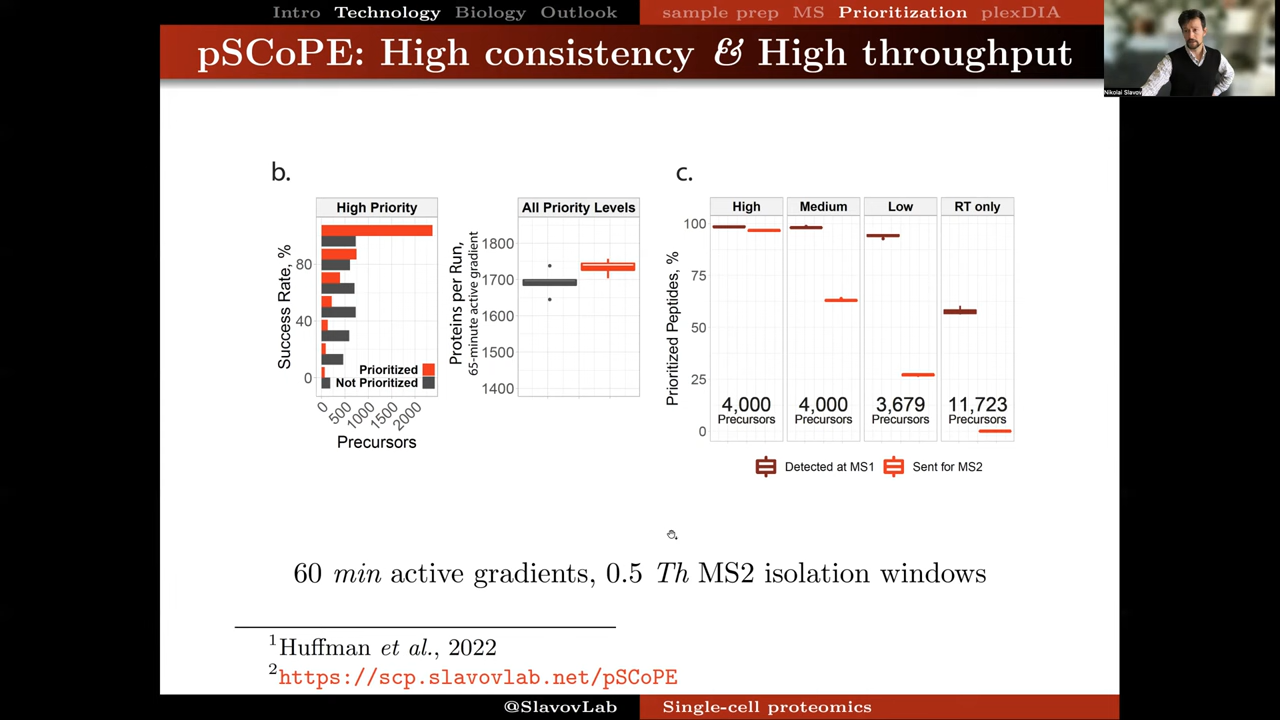 Intro Technology Biology Outlook sample prep MS Prioritization plexDIA
pSCoPE: High consistency & High throughput
Nikolai Slavov
b.
High Priority
Success Rate, %
80
40
0
Prioritized
Not Prioritized
0 500 1000 1500 2000
Precursors
All Priority Levels
Proteins per Run,
65-minute active gradient
1800
1700
1600
1500
1400
c.
High Medium Low RT only
Prioritized Peptides, %
100
75
50
25
0
4,000 4,000 3,679 11,723
Precursors Precursors Precursors Precursors
Detected at MS1 Sent for MS2
60 min active gradients, 0.5 Th MS2 isolation windows
1Huffman et al., 2022
2https://scp.slavovlab.net/pSCoPE
@SlavovLab Single-cell proteomics